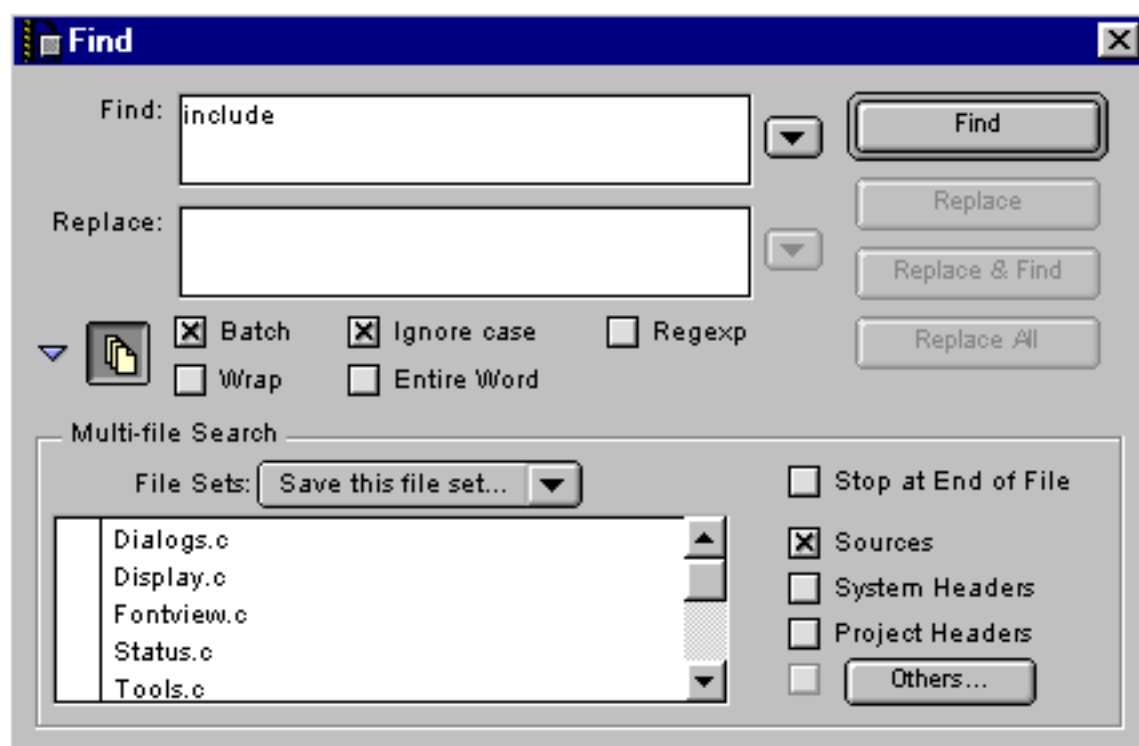 Find
Find:
include
Find
Replace
Replace:
Replace & Find
Batch
Ignore case
Regexp
Replace All
Wrap
Entire Word
Multi-file Search
File Sets:
Save this file set...
Stop at End of File
Dialogs.c
Display.c
Fontview.c
Status.c
Tools.c
Sources
System Headers
Project Headers
Others...